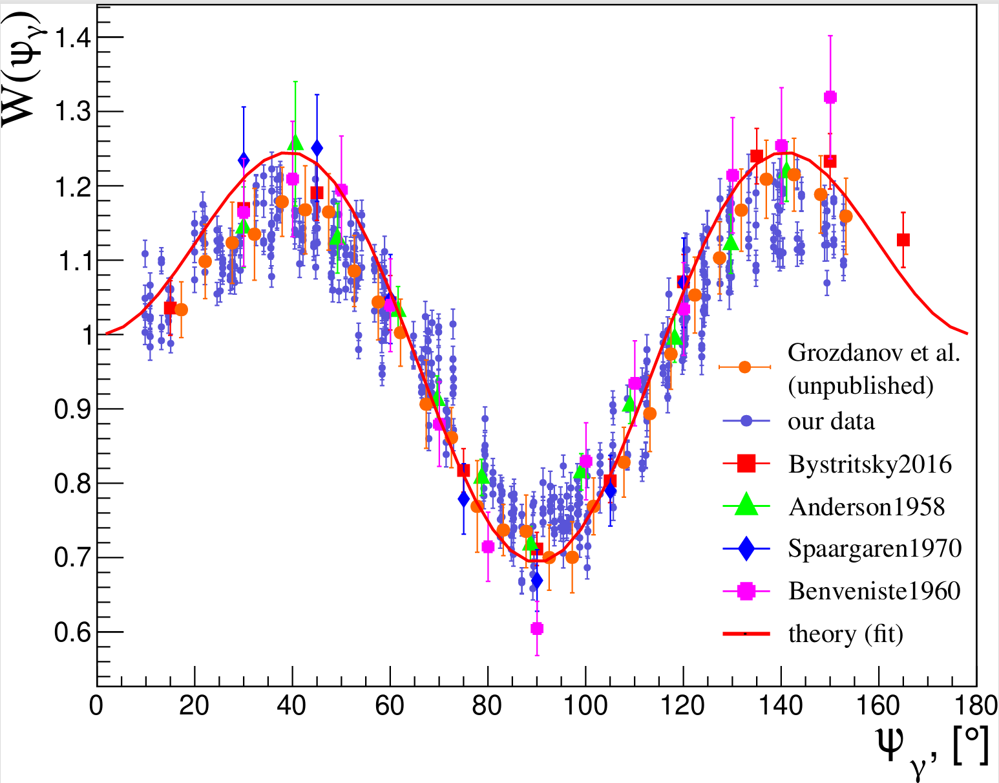 W(ψγ)
1.4
1.3
1.2
1.1
1
0.9
0.8
0.7
0.6
Grozdanov et al.
(unpublished)
our data
Bystritsky2016
Anderson1958
Spaargaren1970
Benveniste1960
theory (fit)
0 20 40 60 80 100 120 140 160 180
ψγ, [°]